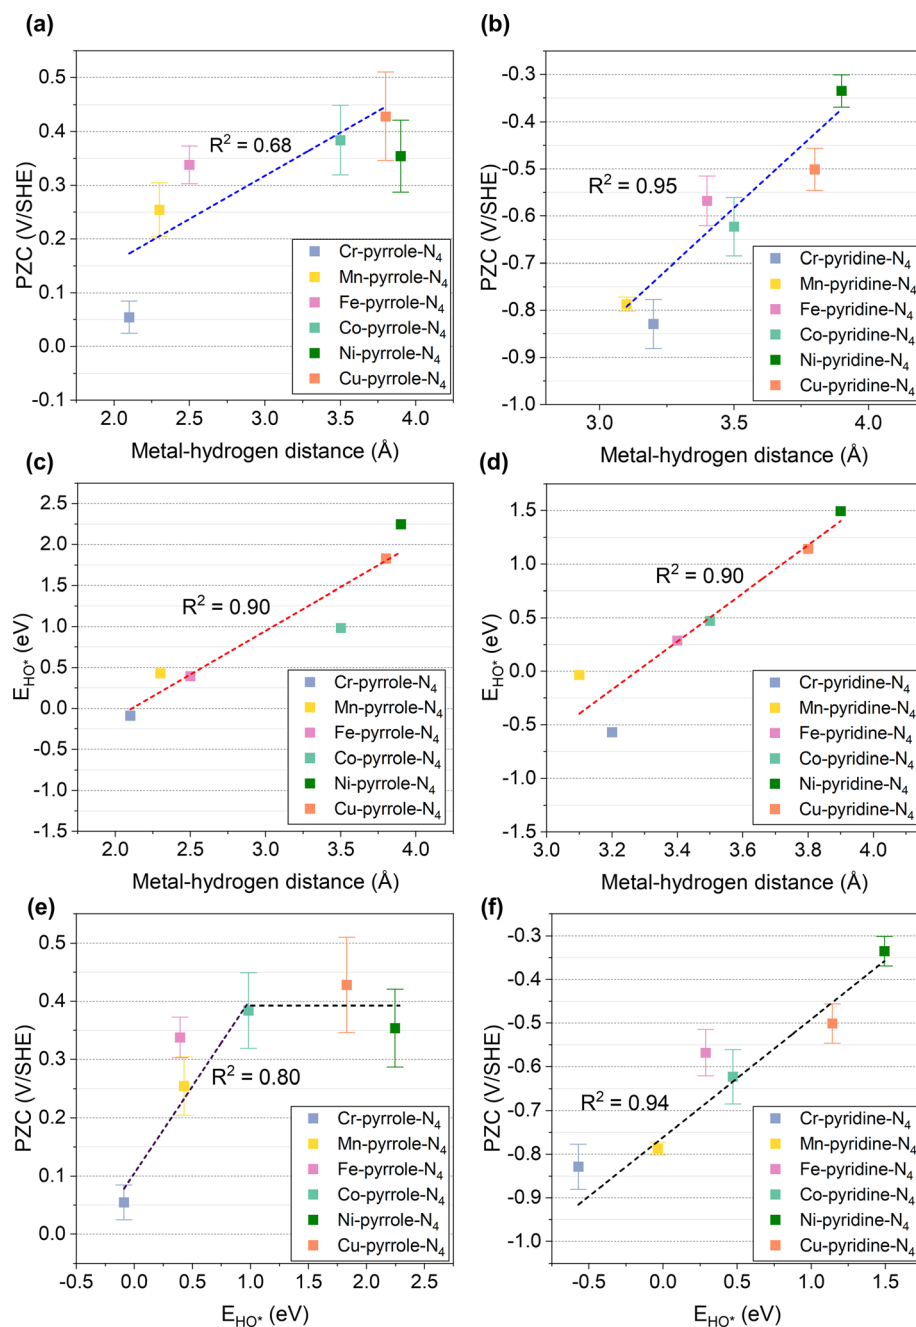 (a)
0.5
0.4
0.3
0.2
0.1
0.0
-0.1
PZC (V/SHE)
R² = 0.68
Cr-pyrrole-N₄
Mn-pyrrole-N₄
Fe-pyrrole-N₄
Co-pyrrole-N₄
Ni-pyrrole-N₄
Cu-pyrrole-N₄
2.0 2.5 3.0 3.5 4.0
Metal-hydrogen distance (Å)
(b)
-0.3
-0.4
-0.5
-0.6
-0.7
-0.8
-0.9
-1.0
PZC (V/SHE)
R² = 0.95
Cr-pyridine-N₄
Mn-pyridine-N₄
Fe-pyridine-N₄
Co-pyridine-N₄
Ni-pyridine-N₄
Cu-pyridine-N₄
3.0 3.5 4.0
Metal-hydrogen distance (Å)
(c)
2.5
2.0
1.5
1.0
0.5
0.0
-0.5
-1.0
-1.5
E_HO* (eV)
R² = 0.90
Cr-pyrrole-N₄
Mn-pyrrole-N₄
Fe-pyrrole-N₄
Co-pyrrole-N₄
Ni-pyrrole-N₄
Cu-pyrrole-N₄
2.0 2.5 3.0 3.5 4.0
Metal-hydrogen distance (Å)
(d)
1.5
1.0
0.5
0.0
-0.5
-1.0
-1.5
E_HO* (eV)
R² = 0.90
Cr-pyridine-N₄
Mn-pyridine-N₄
Fe-pyridine-N₄
Co-pyridine-N₄
Ni-pyridine-N₄
Cu-pyridine-N₄
3.0 3.2 3.4 3.6 3.8 4.0
Metal-hydrogen distance (Å)
(e)
0.5
0.4
0.3
0.2
0.1
0.0
PZC (V/SHE)
R² = 0.80
Cr-pyrrole-N₄
Mn-pyrrole-N₄
Fe-pyrrole-N₄
Co-pyrrole-N₄
Ni-pyrrole-N₄
Cu-pyrrole-N₄
-0.5 0.0 0.5 1.0 1.5 2.0 2.5
E_HO* (eV)
(f)
-0.3
-0.4
-0.5
-0.6
-0.7
-0.8
-0.9
-1.0
PZC (V/SHE)
R² = 0.94
Cr-pyridine-N₄
Mn-pyridine-N₄
Fe-pyridine-N₄
Co-pyridine-N₄
Ni-pyridine-N₄
Cu-pyridine-N₄
-0.5 0.0 0.5 1.0 1.5
E_HO* (eV)